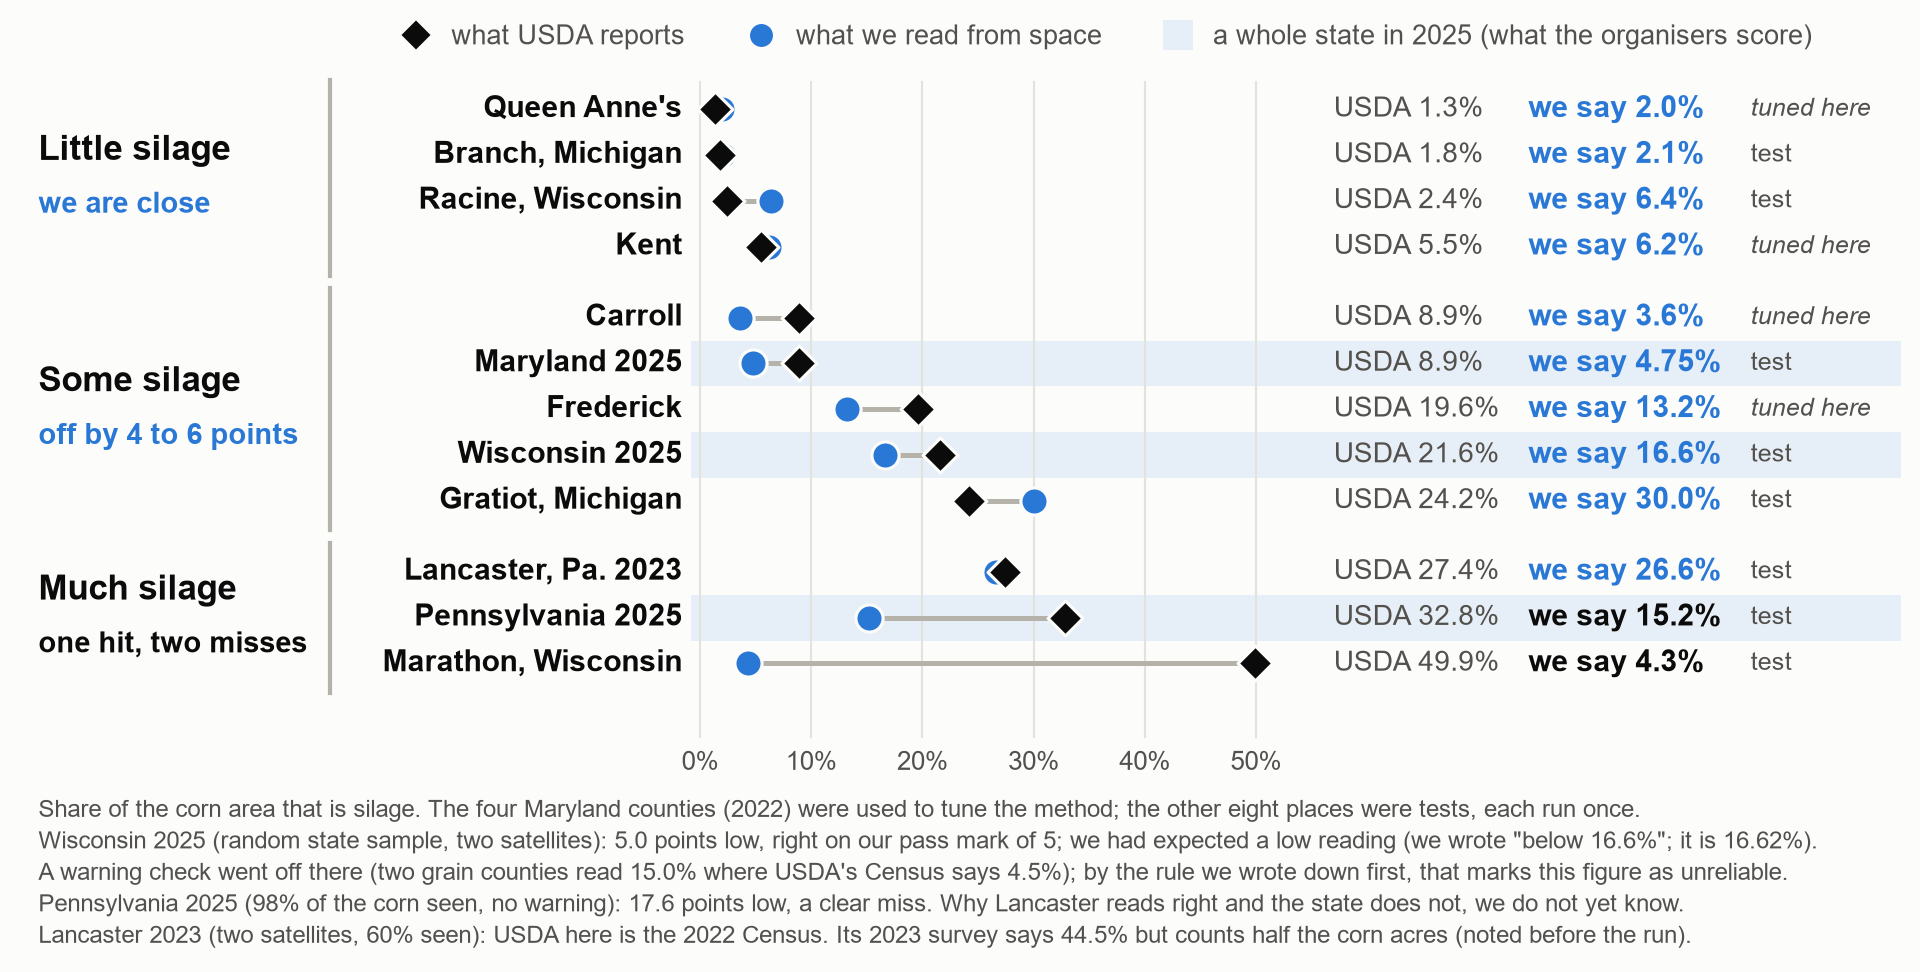 what USDA reports what we read from space a whole state in 2025 (what the organisers score)
Little silage
we are close
Queen Anne's USDA 1.3% we say 2.0% tuned here
Branch, Michigan USDA 1.8% we say 2.1% test
Racine, Wisconsin USDA 2.4% we say 6.4% test
Kent USDA 5.5% we say 6.2% tuned here
Some silage
off by 4 to 6 points
Carroll USDA 8.9% we say 3.6% tuned here
Maryland 2025 USDA 8.9% we say 4.75% test
Frederick USDA 19.6% we say 13.2% tuned here
Wisconsin 2025 USDA 21.6% we say 16.6% test
Gratiot, Michigan USDA 24.2% we say 30.0% test
Much silage
one hit, two misses
Lancaster, Pa. 2023 USDA 27.4% we say 26.6% test
Pennsylvania 2025 USDA 32.8% we say 15.2% test
Marathon, Wisconsin USDA 49.9% we say 4.3% test
0% 10% 20% 30% 40% 50%
Share of the corn area that is silage. The four Maryland counties (2022) were used to tune the method; the other eight places were tests, each run once.
Wisconsin 2025 (random state sample, two satellites): 5.0 points low, right on our pass mark of 5; we had expected a low reading (we wrote "below 16.6%"; it is 16.62%).
A warning check went off there (two grain counties read 15.0% where USDA's Census says 4.5%); by the rule we wrote down first, that marks this figure as unreliable.
Pennsylvania 2025 (98% of the corn seen, no warning): 17.6 points low, a clear miss. Why Lancaster reads right and the state does not, we do not yet know.
Lancaster 2023 (two satellites, 60% seen): USDA here is the 2022 Census. Its 2023 survey says 44.5% but counts half the corn acres (noted before the run).